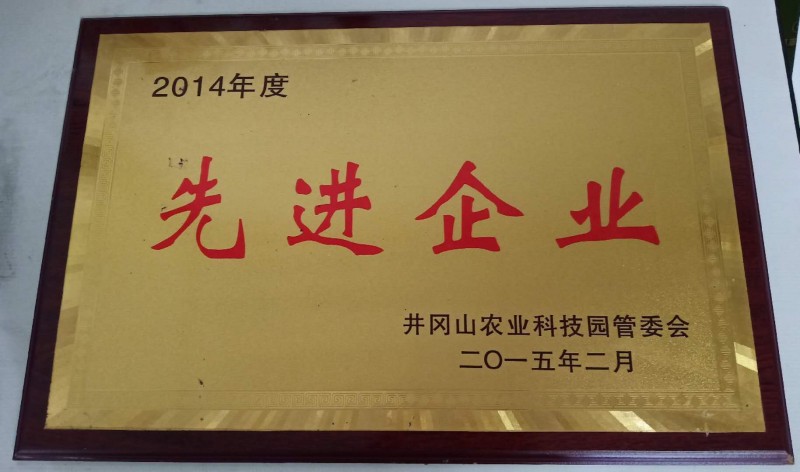 2014年度
先进企业
井冈山农业科技园管委会
二〇一五年二月